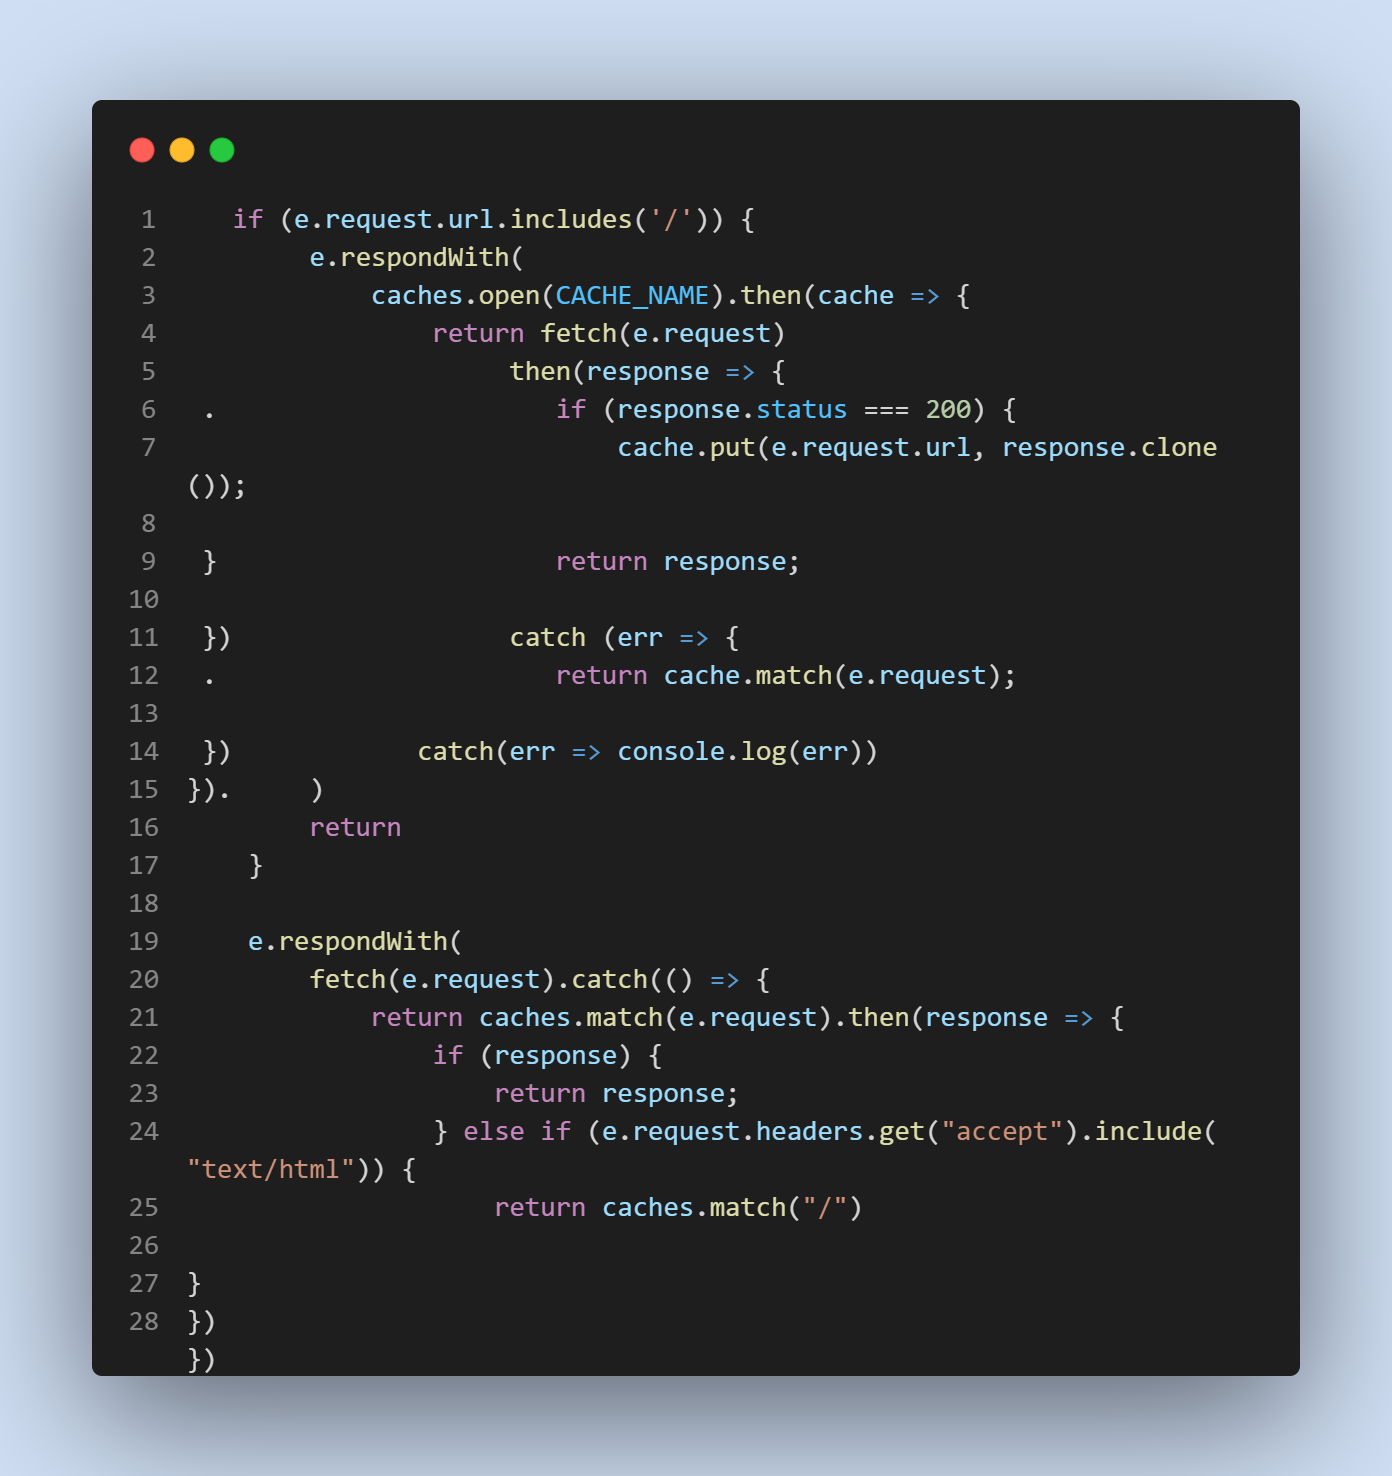 1     if (e.request.url.includes('/')) {
2          e.respondWith(
3              caches.open(CACHE_NAME).then(cache => {
4                  return fetch(e.request)
5                       then(response => {
6   .                      if (response.status === 200) {
7                              cache.put(e.request.url, response.clone
());
8
9   }                      return response;
10
11  })                  catch (err => {
12  .                      return cache.match(e.request);
13
14  })            catch(err => console.log(err))
15 }).     )
16         return
17     }
18
19     e.respondWith(
20         fetch(e.request).catch(() => {
21             return caches.match(e.request).then(response => {
22                 if (response) {
23                     return response;
24                 } else if (e.request.headers.get("accept").include(
"text/html")) {
25                     return caches.match("/")
26
27 }
28 })
})